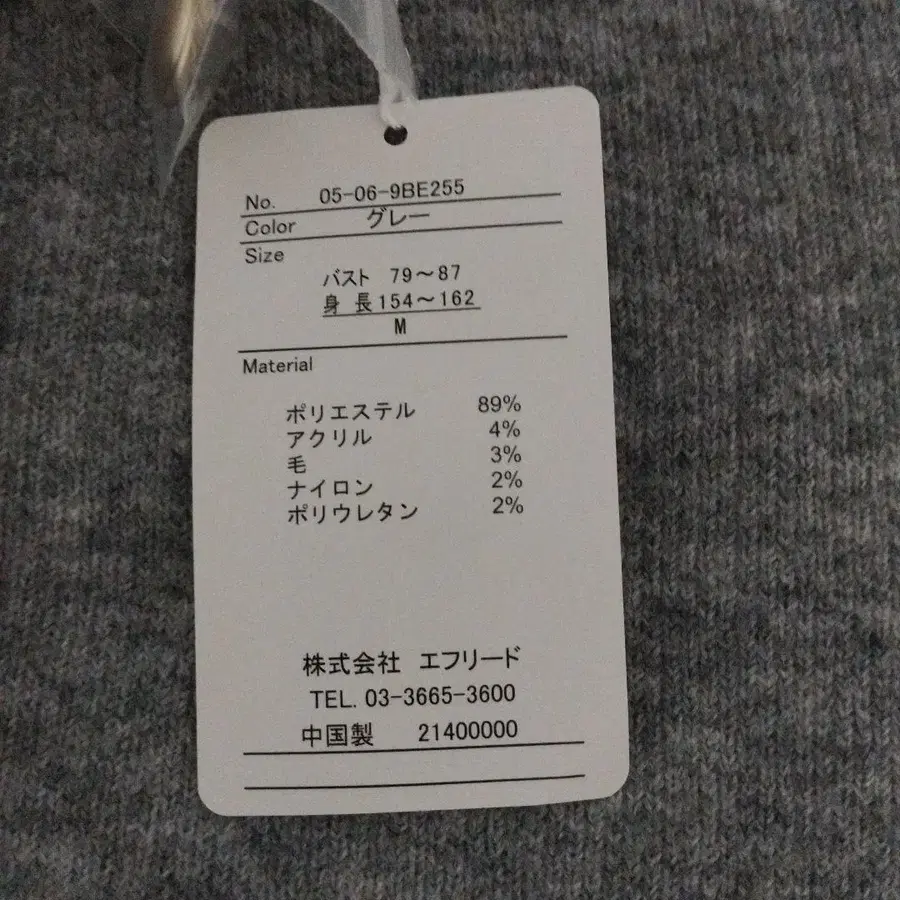 No. 05-06-9BE255
Color グレー
Size
バスト 79～87
身 長154～162
M
Material
ポリエステル 89%
アクリル 4%
毛 3%
ナイロン 2%
ポリウレタン 2%
株式会社 エフリード
TEL. 03-3665-3600
中国製 21400000